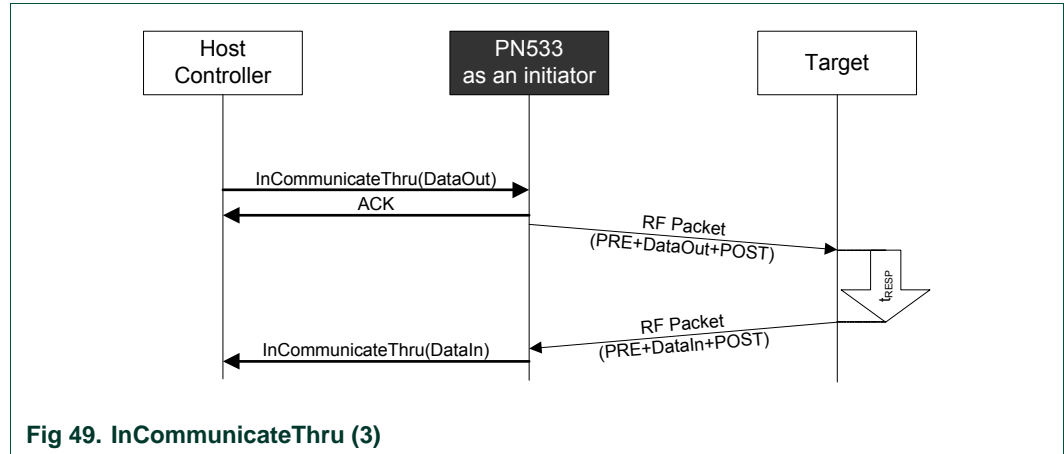 Host
Controller
PN533
as an initiator
Target
InCommunicateThru(DataOut)
ACK
RF Packet
(PRE+DataOut+POST)
tRESP
RF Packet
(PRE+DataIn+POST)
InCommunicateThru(DataIn)
Fig 49. InCommunicateThru (3)